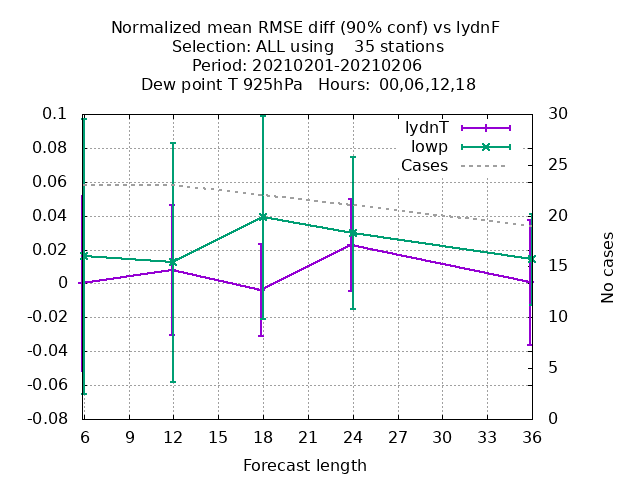 Normalized mean RMSE diff (90% conf) vs lydnF
Selection: ALL using    35 stations
Period: 20210201-20210206
Dew point T 925hPa   Hours:  00,06,12,18
0.1
0.08
0.06
0.04
0.02
0
-0.02
-0.04
-0.06
-0.08
lydnT
lowp
Cases
30
25
20
15
10
5
0
No cases
6 9 12 15 18 21 24 27 30 33 36
Forecast length